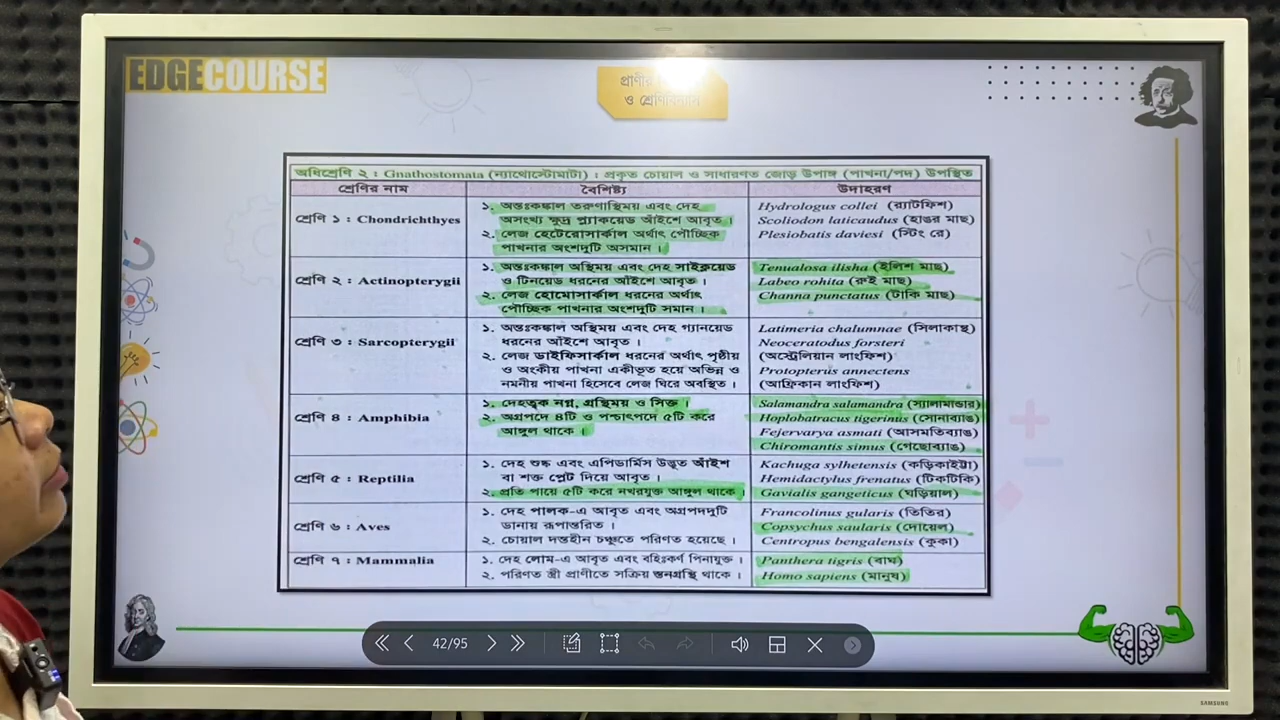 EDGECOURSE
প্রাণীর
ও শ্রেণিবিন্যাস
অধিশ্রেণি ২ : Gnathostomata (ন্যাথোস্টোমাটা) : প্রকৃত চোয়াল ও সাধারণত জোড় উপাঙ্গ (পাখনা/পদ) উপস্থিত
শ্রেণির নাম বৈশিষ্ট্য উদাহরণ
শ্রেণি ১ : Chondrichthyes
১. অন্তঃকঙ্কাল তরুণাস্থিময় এবং দেহ
অসংখ্য ক্ষুদ্র প্ল্যাকয়েড আঁইশে আবৃত।
২. লেজ হেটেরোসার্কাল অর্থাৎ পৌচ্ছিক
পাখনার অংশদুটি অসমান।
Hydrologus collei (র‍্যাটফিশ)
Scoliodon laticaudus (হাঙর মাছ)
Plesiobatis daviesi (স্টিং রে)
শ্রেণি ২ : Actinopterygii
১. অন্তঃকঙ্কাল অস্থিময় এবং দেহ সাইক্লয়েড
ও টিনয়েড ধরনের আঁইশে আবৃত।
২. লেজ হোমোসার্কাল ধরনের অর্থাৎ
পৌচ্ছিক পাখনার অংশদুটি সমান।
Tenualosa ilisha (ইলিশ মাছ)
Labeo rohita (রুই মাছ)
Channa punctatus (টাকি মাছ)
শ্রেণি ৩ : Sarcopterygii
১. অন্তঃকঙ্কাল অস্থিময় এবং দেহ গ্যানয়েড
ধরনের আঁইশে আবৃত।
২. লেজ ডাইফিসার্কাল ধরনের অর্থাৎ পৃষ্ঠীয়
ও অংকীয় পাখনা একীভূত হয়ে অভিন্ন ও
নমনীয় পাখনা হিসেবে লেজ ঘিরে অবস্থিত।
Latimeria chalumnae (সিলাকান্থ)
Neoceratodus forsteri
(অস্ট্রেলিয়ান লাংফিশ)
Protopterus annectens
(আফ্রিকান লাংফিশ)
শ্রেণি ৪ : Amphibia
১. দেহত্বক নগ্ন, গ্রন্থিময় ও সিক্ত।
২. অগ্রপদে ৪টি ও পশ্চাৎপদে ৫টি করে
আঙ্গুল থাকে।
Salamandra salamandra (স্যালামান্ডার)
Hoplobatracus tigerinus (সোনাব্যাঙ)
Fejervarya asmati (আসমতিব্যাঙ)
Chiromantis simus (গেছোব্যাঙ)
শ্রেণি ৫ : Reptilia
১. দেহ শুষ্ক এবং এপিডার্মিস উদ্ভূত আঁইশ
বা শক্ত প্লেট দিয়ে আবৃত।
২. প্রতি পায়ে ৫টি করে নখরযুক্ত আঙ্গুল থাকে।
Kachuga sylhetensis (কড়িকাইট্টা)
Hemidactylus frenatus (টিকটিকি)
Gavialis gangeticus (ঘড়িয়াল)
শ্রেণি ৬ : Aves
১. দেহ পালক-এ আবৃত এবং অগ্রপদদুটি
ডানায় রূপান্তরিত।
২. চোয়াল দন্তহীন চঞ্চুতে পরিণত হয়েছে।
Francolinus gularis (তিতির)
Copsychus saularis (দোয়েল)
Centropus bengalensis (কুকা)
শ্রেণি ৭ : Mammalia
১. দেহ লোম-এ আবৃত এবং বহিঃকর্ণ পিনাযুক্ত।
২. পরিণত স্ত্রী প্রাণীতে সক্রিয় স্তনগ্রন্থি থাকে।
Panthera tigris (বাঘ)
Homo sapiens (মানুষ)
42/95
SAMSUNG